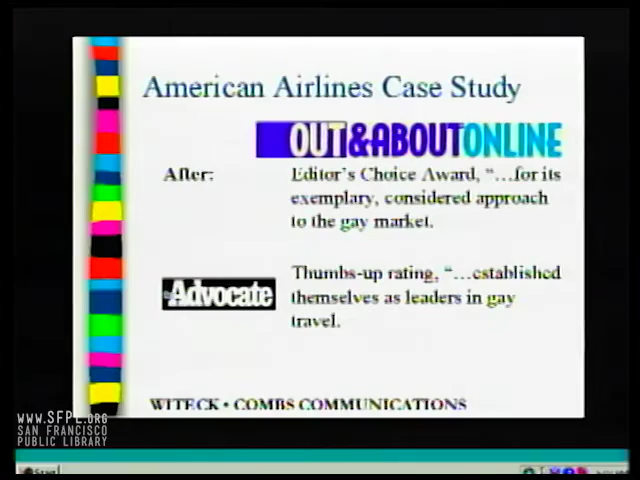 American Airlines Case Study
OUT&ABOUTONLINE
After:
Editor's Choice Award, "...for its
exemplary, considered approach
to the gay market.
Advocate
Thumbs-up rating, "...established
themselves as leaders in gay
travel.
WITECK • COMBS COMMUNICATIONS
WWW.SFPL.ORG
SAN FRANCISCO
PUBLIC LIBRARY
Start